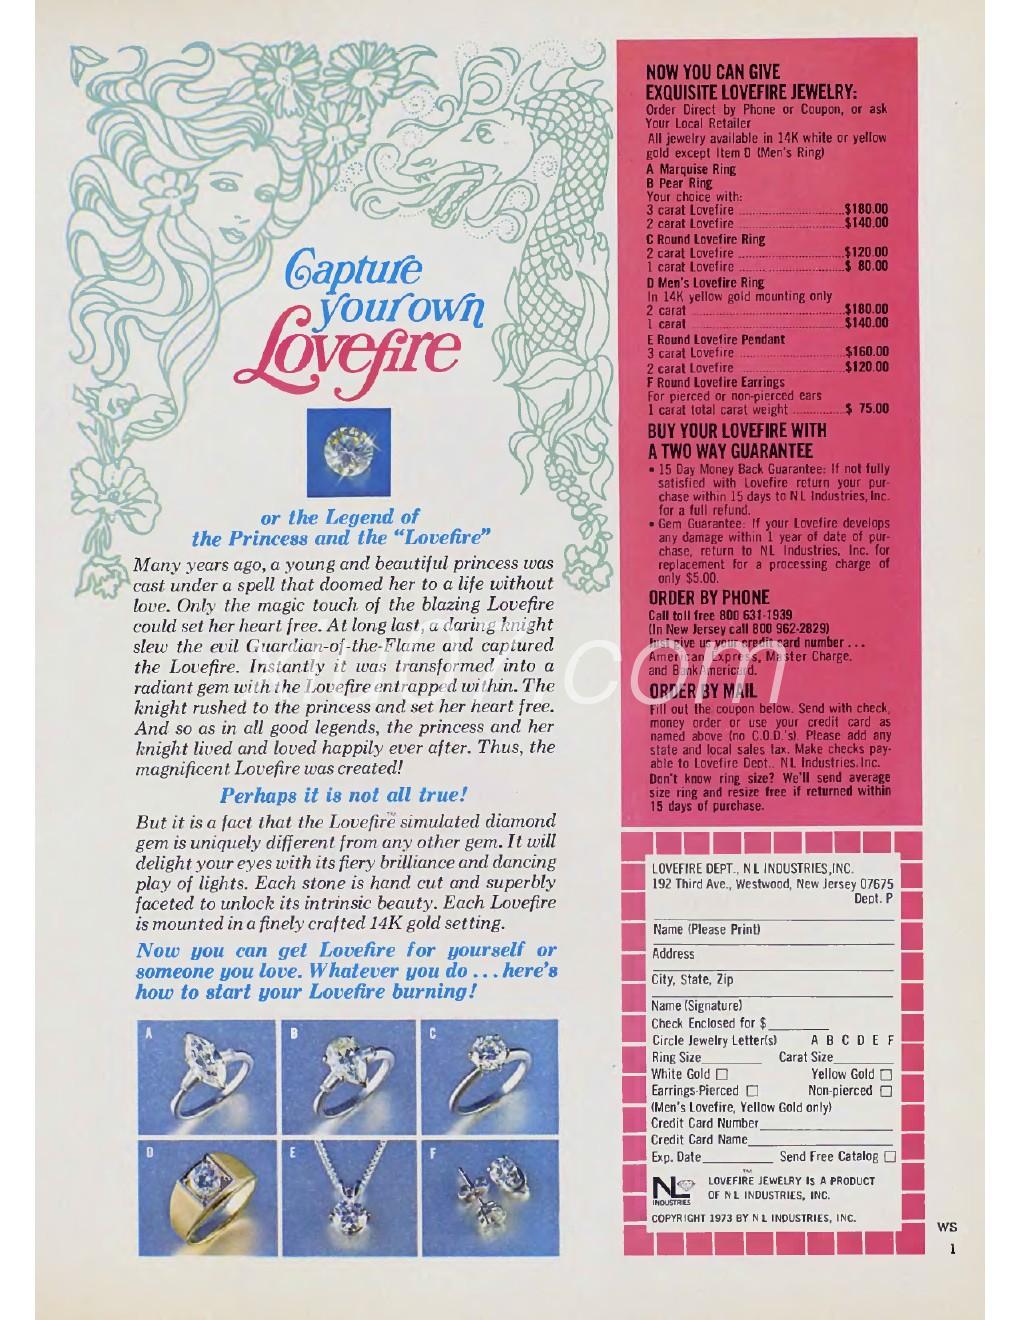 Capture
your own
Lovefire
or the Legend of
the Princess and the "Lovefire"
Many years ago, a young and beautiful princess was
cast under a spell that doomed her to a life without
love. Only the magic touch of the blazing Lovefire
could set her heart free. At long last, a daring knight
slew the evil Guardian-of-the-Flame and captured
the Lovefire. Instantly it was transformed into a
radiant gem with the Lovefire entrapped within. The
knight rushed to the princess and set her heart free.
And so as in all good legends, the princess and her
knight lived and loved happily ever after. Thus, the
magnificent Lovefire was created!
Perhaps it is not all true!
But it is a fact that the Lovefire™ simulated diamond
gem is uniquely different from any other gem. It will
delight your eyes with its fiery brilliance and dancing
play of lights. Each stone is hand cut and superbly
faceted to unlock its intrinsic beauty. Each Lovefire
is mounted in a finely crafted 14K gold setting.
Now you can get Lovefire for yourself or
someone you love. Whatever you do . . . here's
how to start your Lovefire burning!
A B C
D E F
NOW YOU CAN GIVE
EXQUISITE LOVEFIRE JEWELRY:
Order Direct by Phone or Coupon, or ask
Your Local Retailer
All jewelry available in 14K white or yellow
gold except Item D (Men's Ring)
A Marquise Ring
B Pear Ring
Your choice with:
3 carat Lovefire ........................ $180.00
2 carat Lovefire ........................ $140.00
C Round Lovefire Ring
2 carat Lovefire ........................ $120.00
1 carat Lovefire ........................ $ 80.00
D Men's Lovefire Ring
In 14K yellow gold mounting only
2 carat ........................ $180.00
1 carat ........................ $140.00
E Round Lovefire Pendant
3 carat Lovefire ........................ $160.00
2 carat Lovefire ........................ $120.00
F Round Lovefire Earrings
For pierced or non-pierced ears
1 carat total carat weight ............ $ 75.00
BUY YOUR LOVEFIRE WITH
A TWO WAY GUARANTEE
• 15 Day Money Back Guarantee: If not fully
satisfied with Lovefire return your pur-
chase within 15 days to NL Industries, Inc.
for a full refund.
• Gem Guarantee: If your Lovefire develops
any damage within 1 year of date of pur-
chase, return to NL Industries, Inc. for
replacement for a processing charge of
only $5.00.
ORDER BY PHONE
Call toll free 800 631-1939
(In New Jersey call 800 962-2829)
Just give us your credit card number . . .
American Express, Master Charge,
and BankAmericard.
ORDER BY MAIL
Fill out the coupon below. Send with check,
money order or use your credit card as
named above (no C.O.D.'s). Please add any
state and local sales tax. Make checks pay-
able to Lovefire Dept., NL Industries, Inc.
Don't know ring size? We'll send average
size ring and resize free if returned within
15 days of purchase.
LOVEFIRE DEPT., NL INDUSTRIES, INC.
192 Third Ave., Westwood, New Jersey 07675
Dept. P
Name (Please Print)
Address
City, State, Zip
Name (Signature)
Check Enclosed for $
Circle Jewelry Letter(s) A B C D E F
Ring Size Carat Size
White Gold □ Yellow Gold □
Earrings-Pierced □ Non-pierced □
(Men's Lovefire, Yellow Gold only)
Credit Card Number
Credit Card Name
Exp. Date Send Free Catalog □
NL INDUSTRIES
LOVEFIRE™ JEWELRY IS A PRODUCT
OF NL INDUSTRIES, INC.
COPYRIGHT 1973 BY NL INDUSTRIES, INC.
WS
1